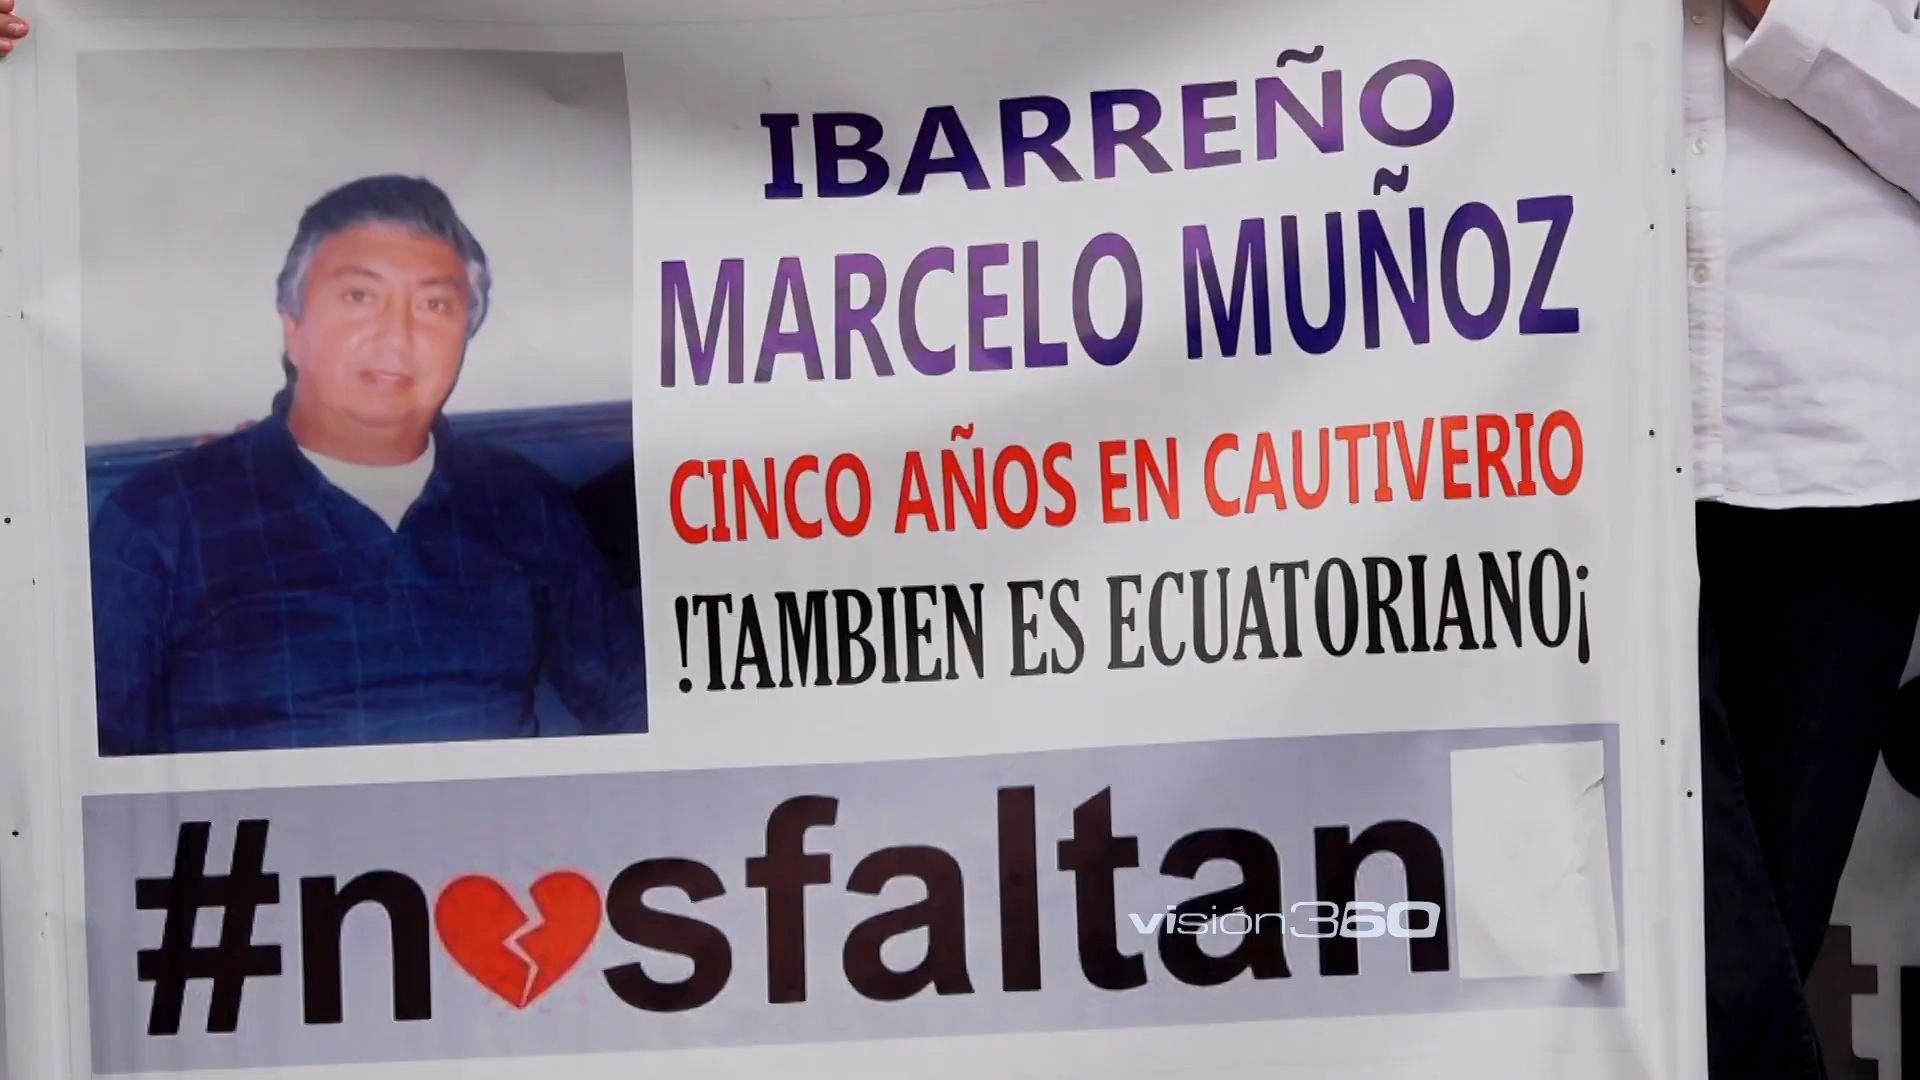 IBARREÑO
MARCELO MUÑOZ
CINCO AÑOS EN CAUTIVERIO
!TAMBIEN ES ECUATORIANO¡
#nosfaltan
visión360